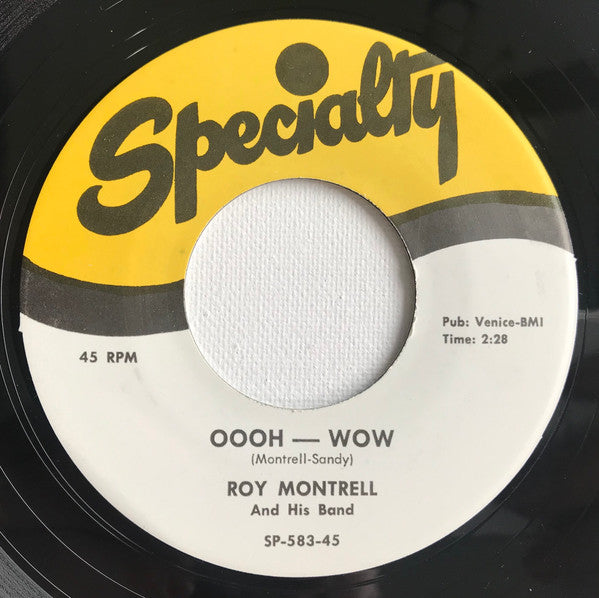 Specialty
Pub: Venice-BMI
45 RPM
Time: 2:28
OOOH — WOW
(Montrell-Sandy)
ROY MONTRELL
And His Band
SP-583-45